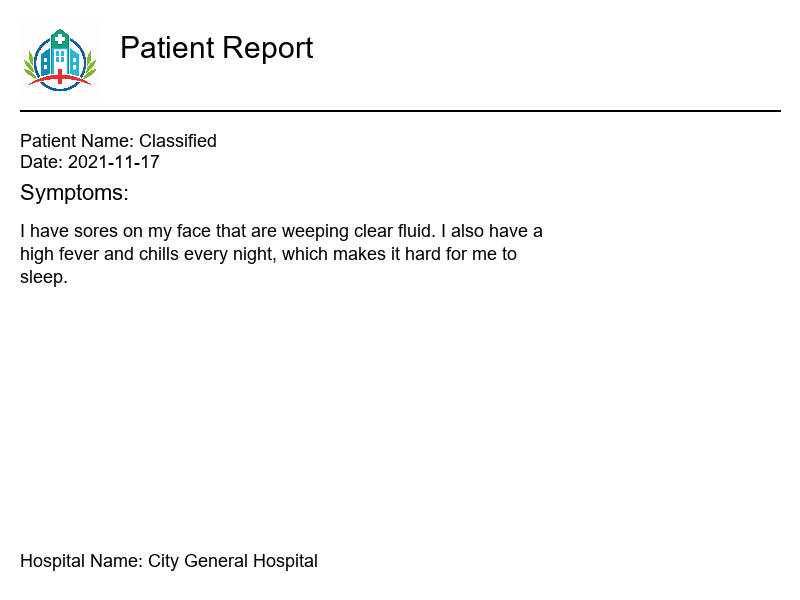 Patient Report
Patient Name: Classified
Date: 2021-11-17
Symptoms:
I have sores on my face that are weeping clear fluid. I also have a
high fever and chills every night, which makes it hard for me to
sleep.
Hospital Name: City General Hospital